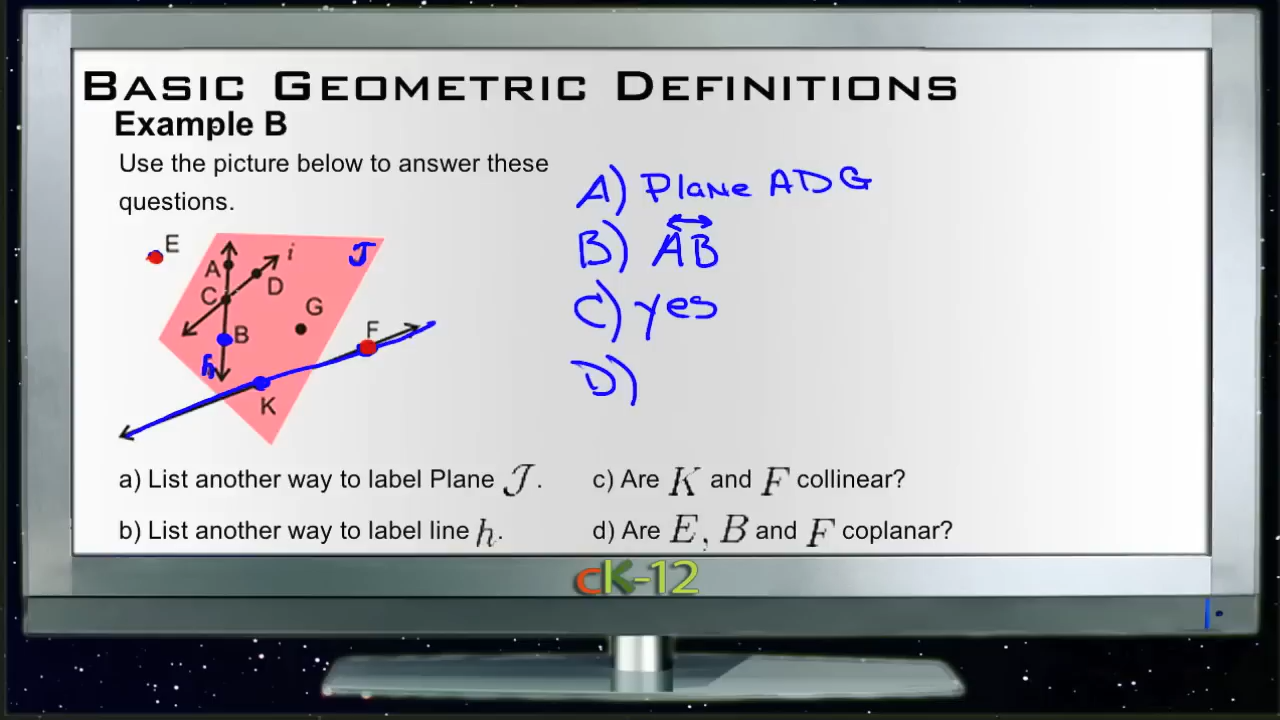 BASIC GEOMETRIC DEFINITIONS
Example B
Use the picture below to answer these
questions.
A) Plane ADG
B) AB
C) yes
D)
E
J
A
i
D
C
G
B
F
h
K
a) List another way to label Plane J.
b) List another way to label line h.
c) Are K and F collinear?
d) Are E, B and F coplanar?
cK-12